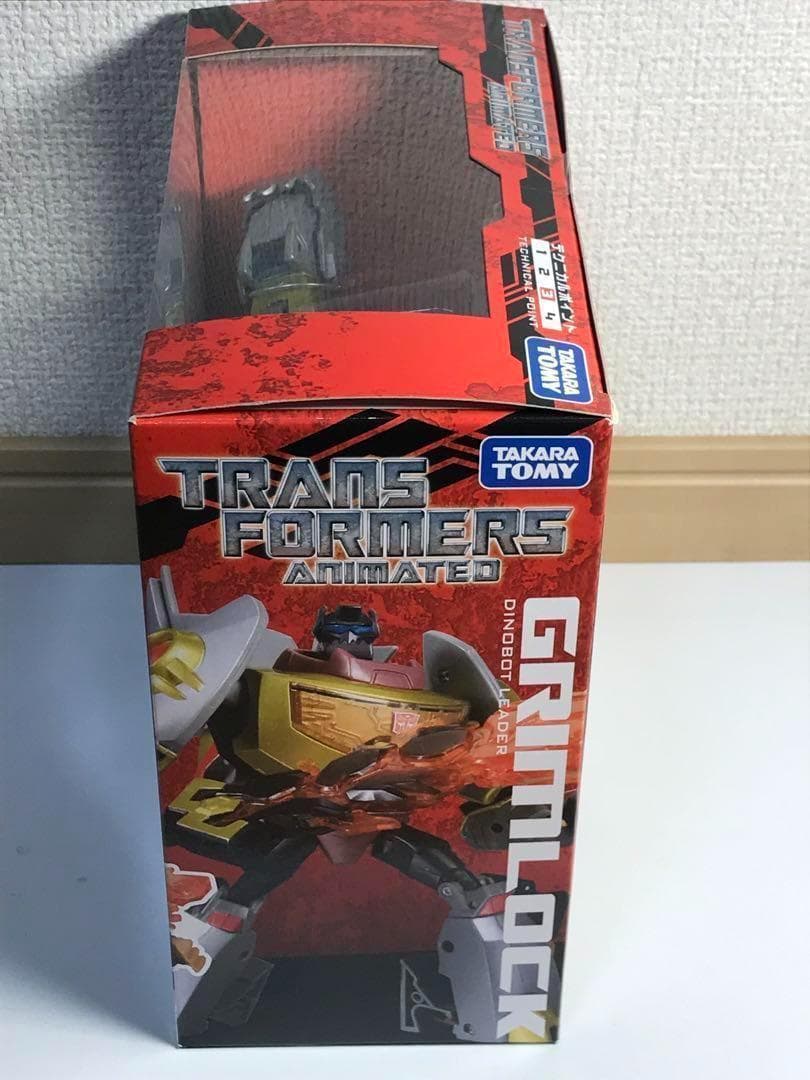 TRANSFORMERS
ANIMATED
テクニカルポイント
1 2 3 4
TECHNICAL POINT
TAKARA
TOMY
TAKARA
TOMY
TRANS
FORMERS
ANIMATED
GRIMLOCK
DINOBOT LEADER